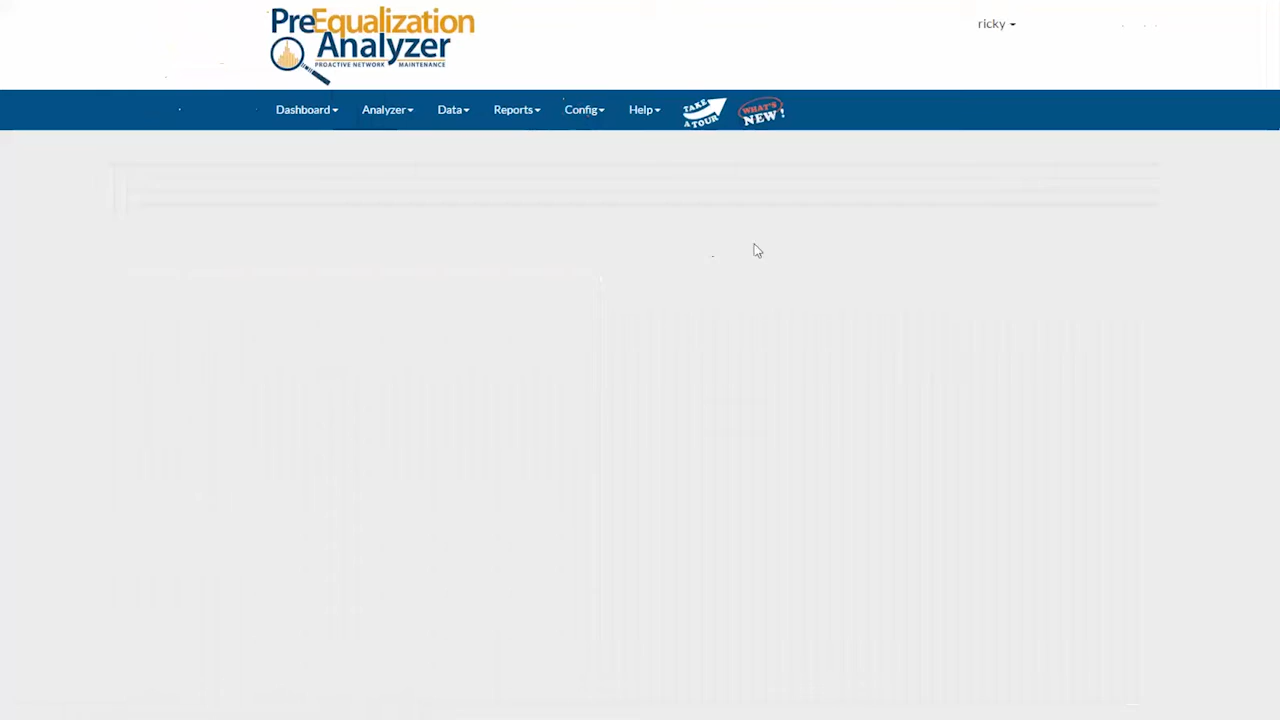 PreEqualization
Analyzer
PROACTIVE NETWORK MAINTENANCE
ricky
Dashboard Analyzer Data Reports Config Help TAKE A TOUR WHAT'S NEW!